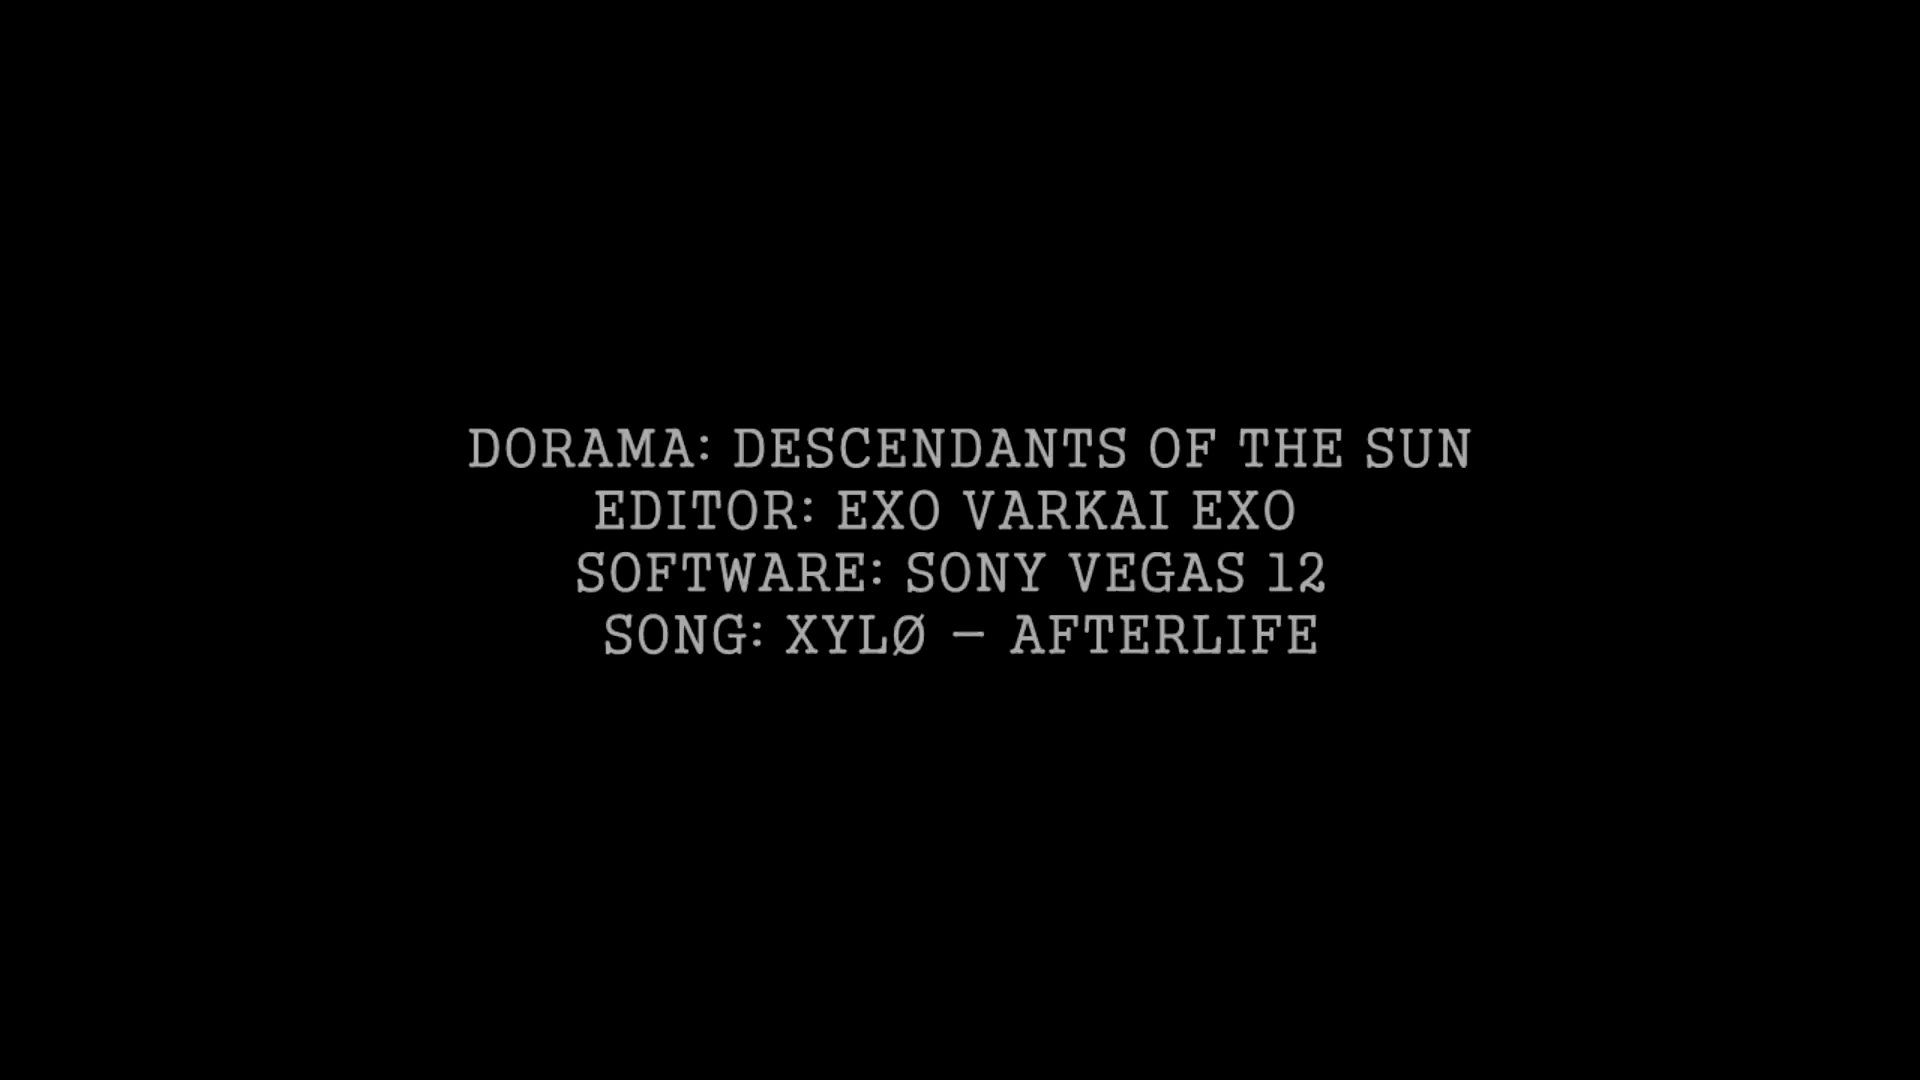 DORAMA: DESCENDANTS OF THE SUN
EDITOR: EXO VARKAI EXO
SOFTWARE: SONY VEGAS 12
SONG: XYLØ – AFTERLIFE